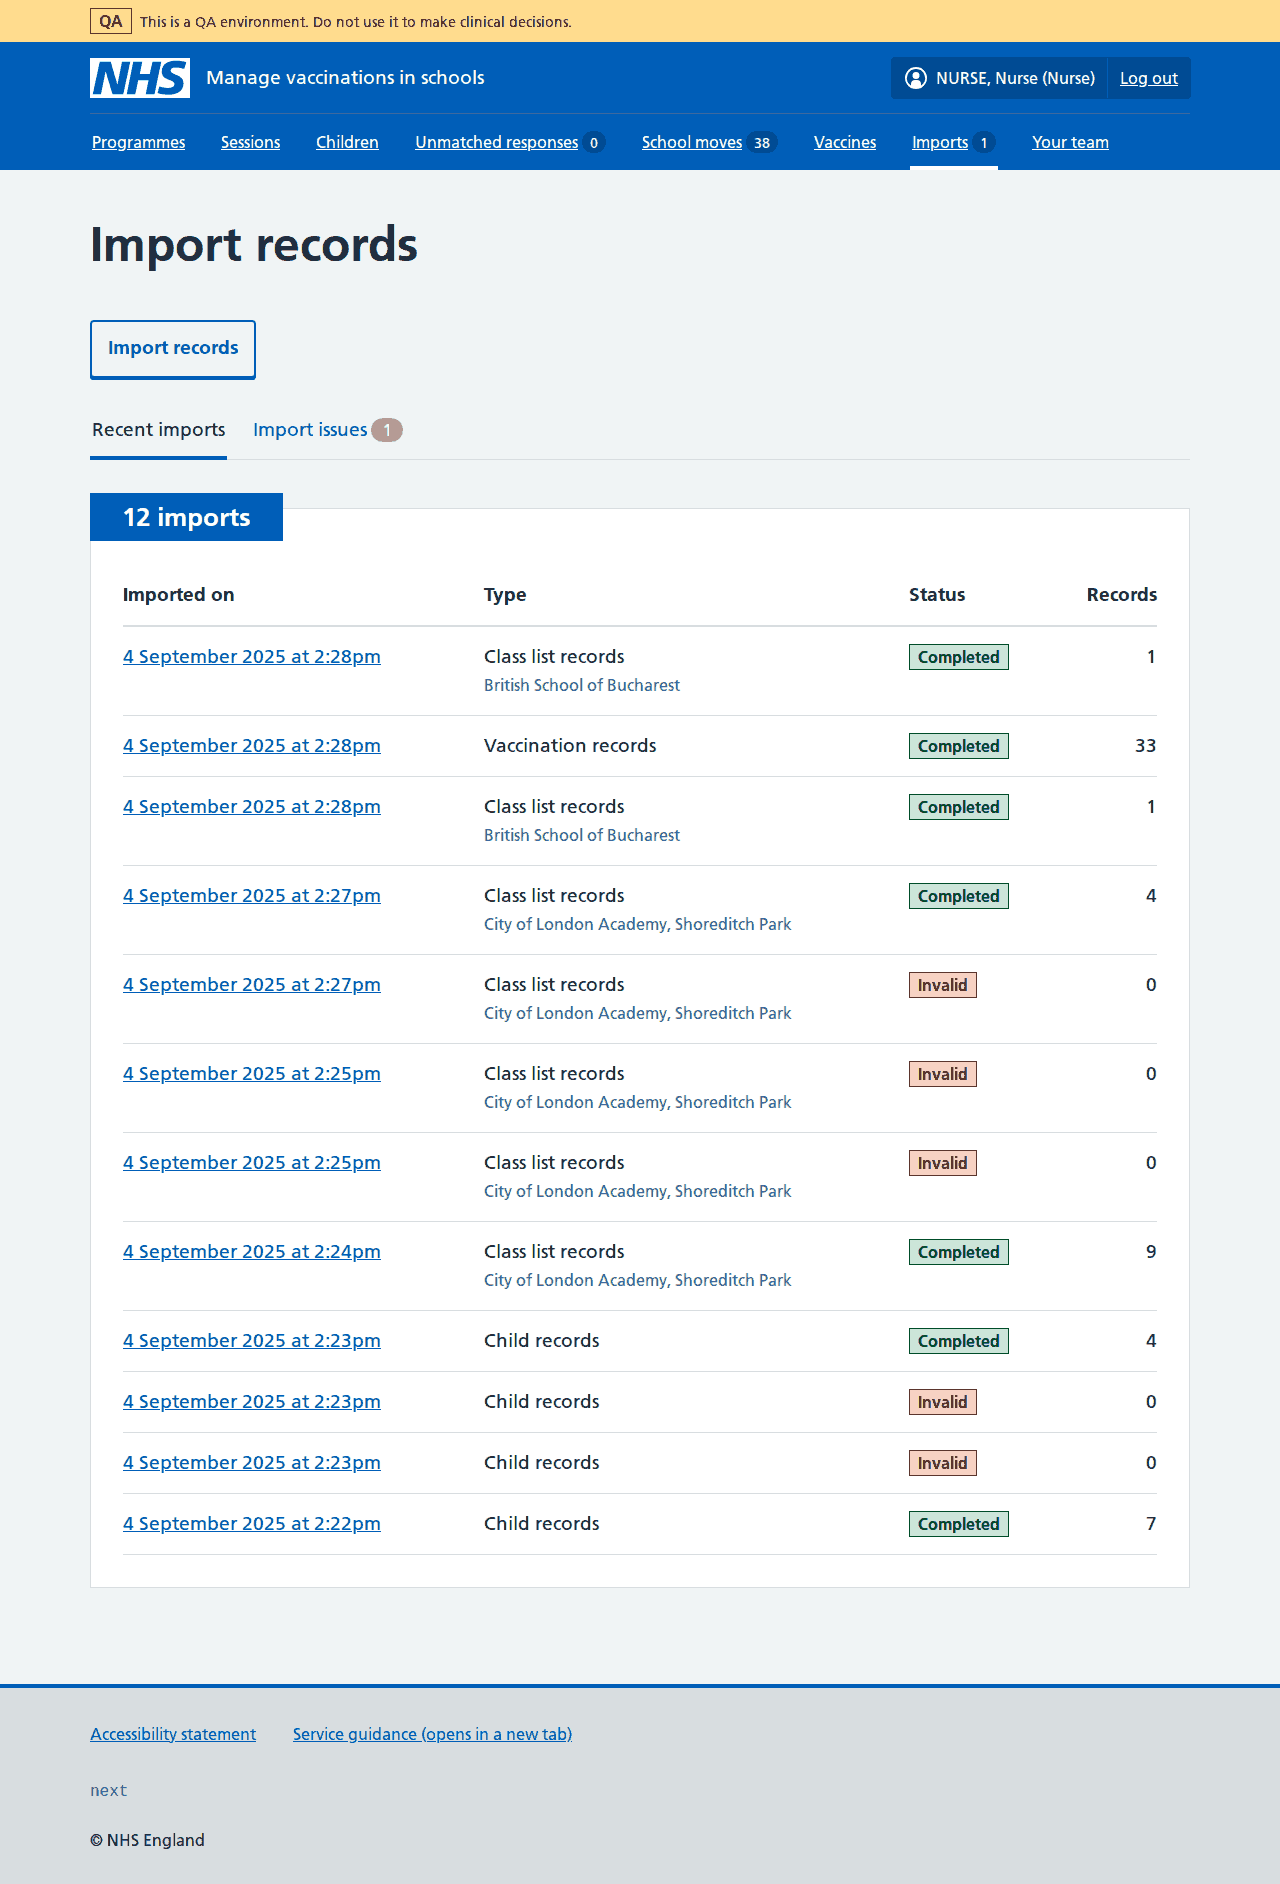 QA This is a QA environment. Do not use it to make clinical decisions.
NHS Manage vaccinations in schools NURSE, Nurse (Nurse) Log out
Programmes Sessions Children Unmatched responses 0 School moves 38 Vaccines Imports 1 Your team
Import records
Import records
Recent imports Import issues 1
12 imports
Imported on Type Status Records
4 September 2025 at 2:28pm Class list records Completed 1
British School of Bucharest
4 September 2025 at 2:28pm Vaccination records Completed 33
4 September 2025 at 2:28pm Class list records Completed 1
British School of Bucharest
4 September 2025 at 2:27pm Class list records Completed 4
City of London Academy, Shoreditch Park
4 September 2025 at 2:27pm Class list records Invalid 0
City of London Academy, Shoreditch Park
4 September 2025 at 2:25pm Class list records Invalid 0
City of London Academy, Shoreditch Park
4 September 2025 at 2:25pm Class list records Invalid 0
City of London Academy, Shoreditch Park
4 September 2025 at 2:24pm Class list records Completed 9
City of London Academy, Shoreditch Park
4 September 2025 at 2:23pm Child records Completed 4
4 September 2025 at 2:23pm Child records Invalid 0
4 September 2025 at 2:23pm Child records Invalid 0
4 September 2025 at 2:22pm Child records Completed 7
Accessibility statement Service guidance (opens in a new tab)
next
© NHS England